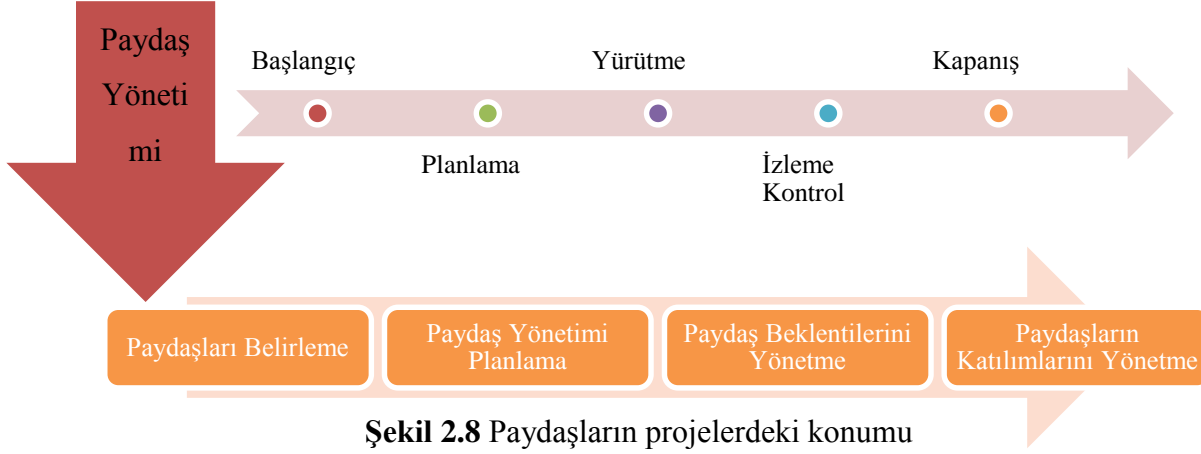 Paydaş
Yöneti
mi
Başlangıç
Yürütme
Kapanış
Planlama
İzleme
Kontrol
Paydaşları Belirleme
Paydaş Yönetimi
Planlama
Paydaş Beklentilerini
Yönetme
Paydaşların
Katılımlarını Yönetme
Şekil 2.8 Paydaşların projelerdeki konumu